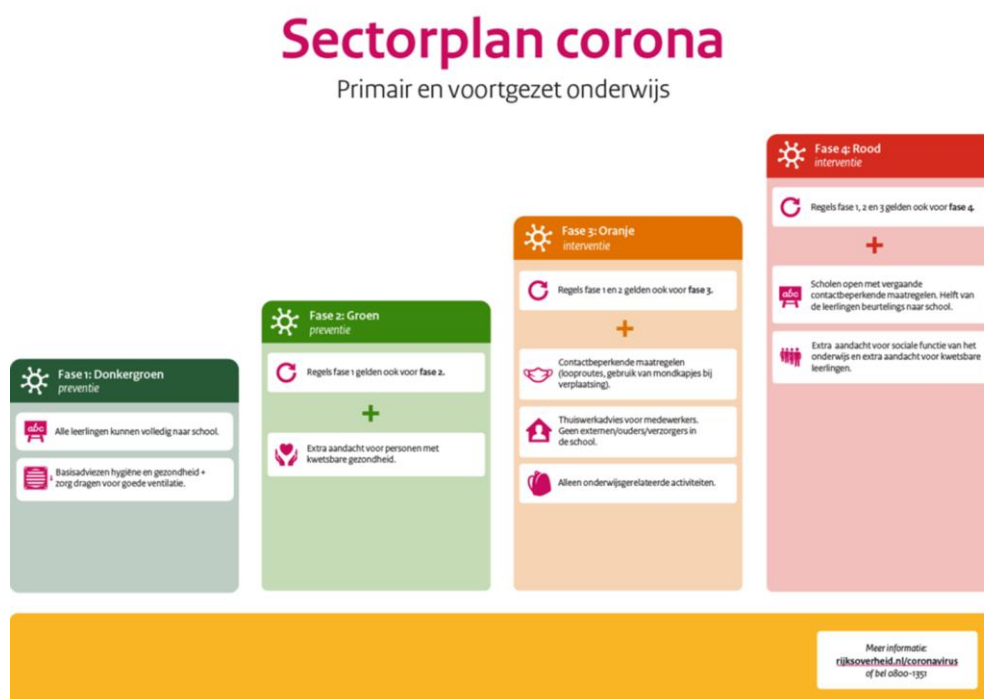 Sectorplan corona
Primair en voortgezet onderwijs
Fase 1: Donkergroen
preventie
abc
Alle leerlingen kunnen volledig naar school.
Basisadviezen hygiëne en gezondheid +
zorg dragen voor goede ventilatie.
Fase 2: Groen
preventie
Regels fase 1 gelden ook voor fase 2.
+
Extra aandacht voor personen met
kwetsbare gezondheid.
Fase 3: Oranje
interventie
Regels fase 1 en 2 gelden ook voor fase 3.
+
Contactbeperkende maatregelen
(looproutes, gebruik van mondkapjes bij
verplaatsing).
Thuiswerkadvies voor medewerkers.
Geen externen/ouders/verzorgers in
de school.
Alleen onderwijsgerelateerde activiteiten.
Fase 4: Rood
interventie
Regels fase 1, 2 en 3 gelden ook voor fase 4.
+
abc
Scholen open met vergaande
contactbeperkende maatregelen. Helft van
de leerlingen beurtelings naar school.
Extra aandacht voor sociale functie van het
onderwijs en extra aandacht voor kwetsbare
leerlingen.
Meer informatie:
rijksoverheid.nl/coronavirus
of bel 0800-1351